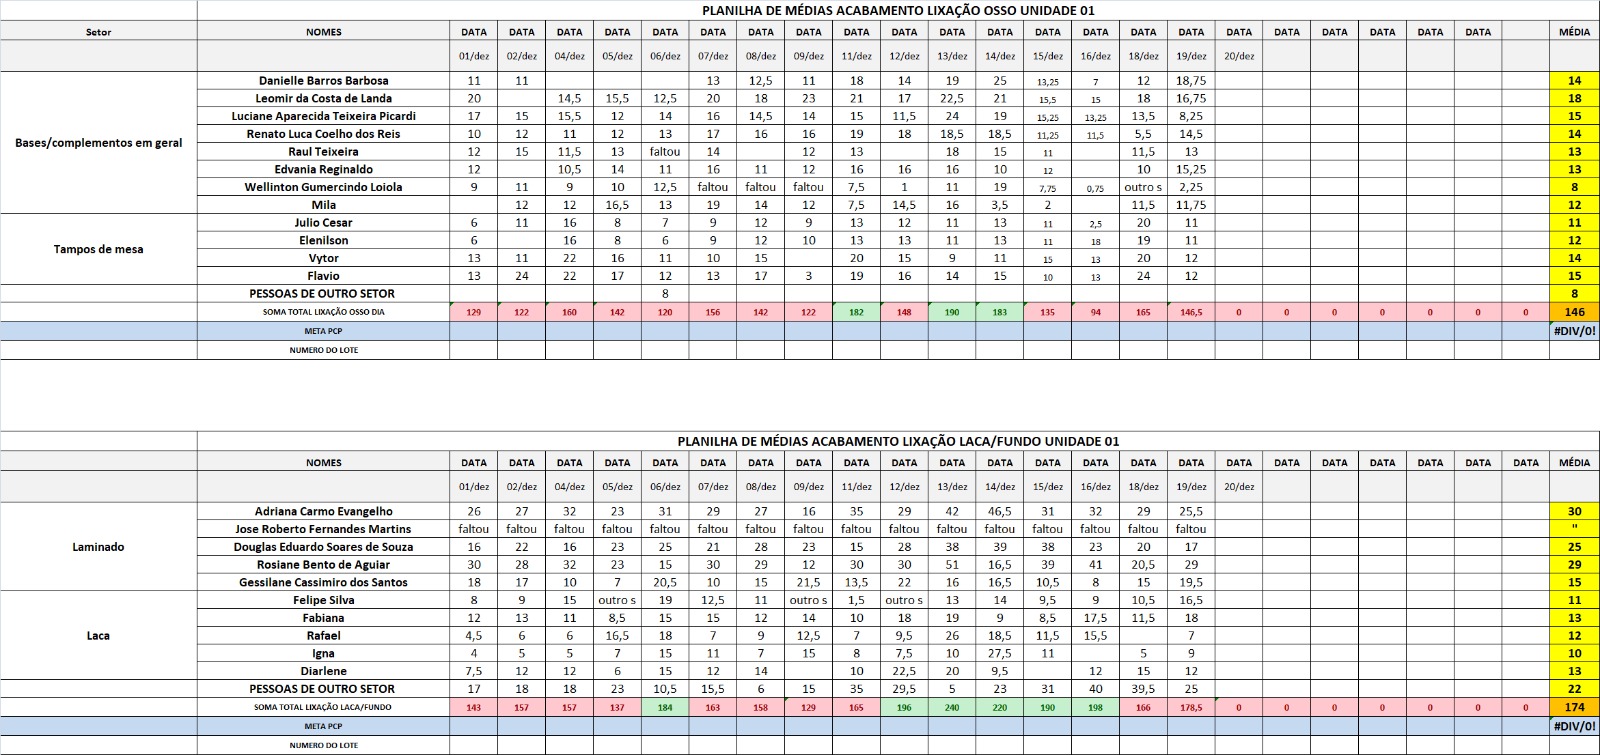 PLANILHA DE MÉDIAS ACABAMENTO LIXAÇÃO OSSO UNIDADE 01
Setor NOMES DATA DATA DATA DATA DATA DATA DATA DATA DATA DATA DATA DATA DATA DATA DATA DATA DATA DATA DATA DATA DATA DATA MÉDIA
01/dez 02/dez 04/dez 05/dez 06/dez 07/dez 08/dez 09/dez 11/dez 12/dez 13/dez 14/dez 15/dez 16/dez 18/dez 19/dez 20/dez
Bases/complementos em geral
Danielle Barros Barbosa 11 11 13 12,5 11 18 14 19 25 13,25 7 12 18,75 14
Leomir da Costa de Landa 20 14,5 15,5 12,5 20 18 23 21 17 22,5 21 15,5 15 18 16,75 18
Luciane Aparecida Teixeira Picardi 17 15 15,5 12 14 16 14,5 14 15 11,5 24 19 15,25 13,25 13,5 8,25 15
Renato Luca Coelho dos Reis 10 12 11 12 13 17 16 16 19 18 18,5 18,5 11,25 11,5 5,5 14,5 14
Raul Teixeira 12 15 11,5 13 faltou 14 12 13 18 15 11 11,5 13 13
Edvania Reginaldo 12 10,5 14 11 16 11 12 16 16 16 10 12 10 15,25 13
Wellinton Gumercindo Loiola 9 11 9 10 12,5 faltou faltou faltou 7,5 1 11 19 7,75 0,75 outro s 2,25 8
Mila 12 12 16,5 13 19 14 12 7,5 14,5 16 3,5 2 11,5 11,75 12
Tampos de mesa
Julio Cesar 6 11 16 8 7 9 12 9 13 12 11 13 11 2,5 20 11 11
Elenilson 6 16 8 6 9 12 10 13 13 11 13 11 18 19 11 12
Vytor 13 11 22 16 11 10 15 20 15 9 11 15 13 20 12 14
Flavio 13 24 22 17 12 13 17 3 19 16 14 15 10 13 24 12 15
PESSOAS DE OUTRO SETOR 8 8
SOMA TOTAL LIXAÇÃO OSSO DIA 129 122 160 142 120 156 142 122 182 148 190 183 135 94 165 146,5 0 0 0 0 0 0 0 146
META PCP #DIV/0!
NUMERO DO LOTE
PLANILHA DE MÉDIAS ACABAMENTO LIXAÇÃO LACA/FUNDO UNIDADE 01
NOMES DATA DATA DATA DATA DATA DATA DATA DATA DATA DATA DATA DATA DATA DATA DATA DATA DATA DATA DATA DATA DATA DATA DATA MÉDIA
01/dez 02/dez 04/dez 05/dez 06/dez 07/dez 08/dez 09/dez 11/dez 12/dez 13/dez 14/dez 15/dez 16/dez 18/dez 19/dez 20/dez
Laminado
Adriana Carmo Evangelho 26 27 32 23 31 29 27 16 35 29 42 46,5 31 32 29 25,5 30
Jose Roberto Fernandes Martins faltou faltou faltou faltou faltou faltou faltou faltou faltou faltou faltou faltou faltou faltou faltou faltou "
Douglas Eduardo Soares de Souza 16 22 16 23 25 21 28 23 15 28 38 39 38 23 20 17 25
Rosiane Bento de Aguiar 30 28 32 23 15 30 29 12 30 30 51 16,5 39 41 20,5 29 29
Gessilane Cassimiro dos Santos 18 17 10 7 20,5 10 15 21,5 13,5 22 16 16,5 10,5 8 15 19,5 15
Laca
Felipe Silva 8 9 15 outro s 19 12,5 11 outro s 1,5 outro s 13 14 9,5 9 10,5 16,5 11
Fabiana 12 13 11 8,5 15 15 12 14 10 18 19 9 8,5 17,5 11,5 18 13
Rafael 4,5 6 6 16,5 18 7 9 12,5 7 9,5 26 18,5 11,5 15,5 7 12
Igna 4 5 5 7 15 11 7 15 8 7,5 10 27,5 11 5 9 10
Diarlene 7,5 12 12 6 15 12 14 10 22,5 20 9,5 12 15 12 13
PESSOAS DE OUTRO SETOR 17 18 18 23 10,5 15,5 6 15 35 29,5 5 23 31 40 39,5 25 22
SOMA TOTAL LIXAÇÃO LACA/FUNDO 143 157 157 137 184 163 158 129 165 196 240 220 190 198 166 178,5 0 0 0 0 0 0 0 174
META PCP #DIV/0!
NUMERO DO LOTE